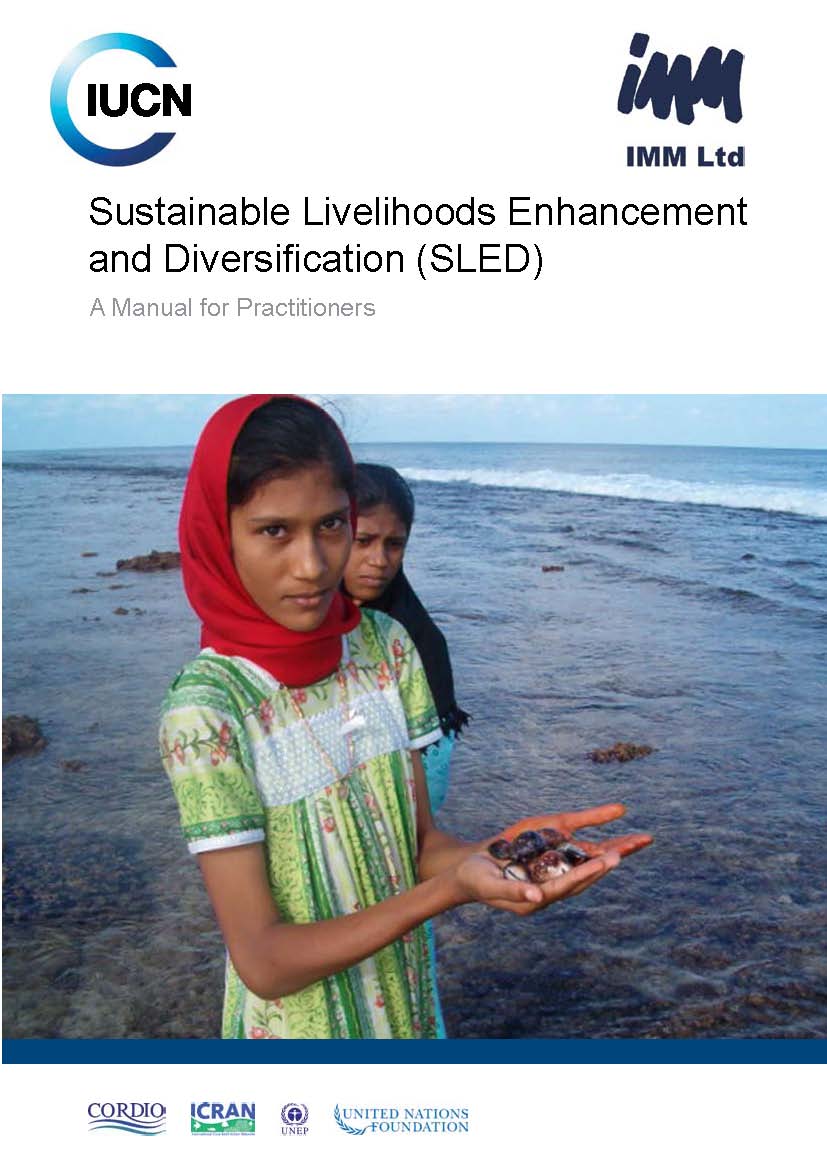 IUCN
imm
IMM Ltd
Sustainable Livelihoods Enhancement
and Diversification (SLED)
A Manual for Practitioners
CORDIO
ICRAN
UNEP
UNITED NATIONS
FOUNDATION